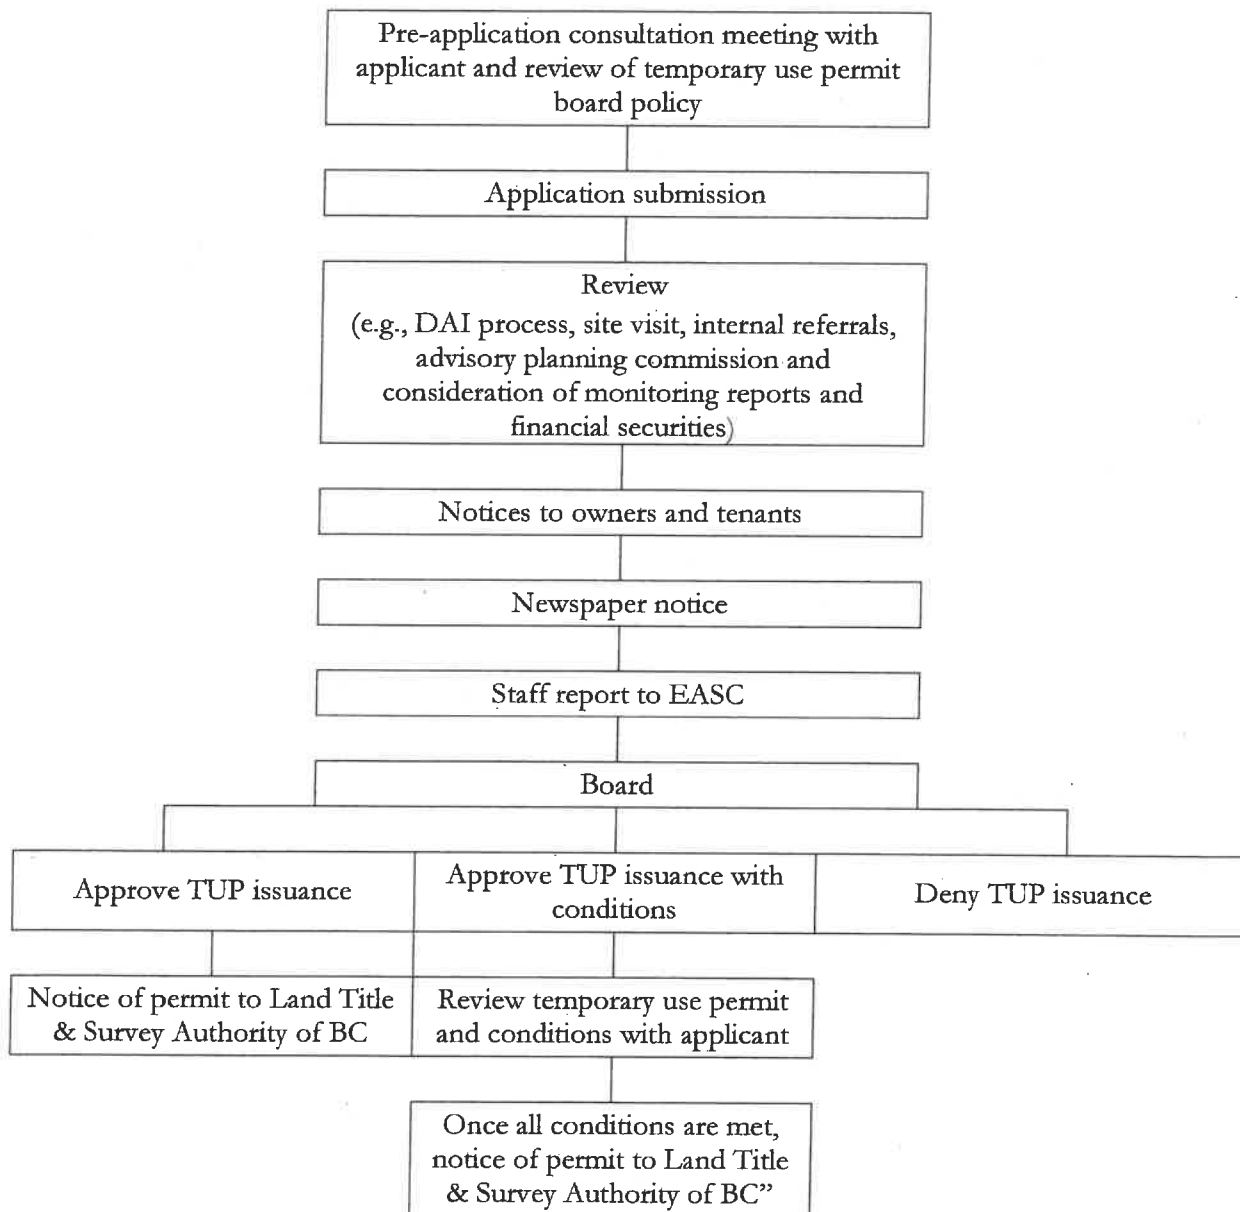 Pre-application consultation meeting with
applicant and review of temporary use permit
board policy
Application submission
Review
(e.g., DAI process, site visit, internal referrals,
advisory planning commission and
consideration of monitoring reports and
financial securities)
Notices to owners and tenants
Newspaper notice
Staff report to EASC
Board
Approve TUP issuance
Approve TUP issuance with
conditions
Deny TUP issuance
Notice of permit to Land Title
& Survey Authority of BC
Review temporary use permit
and conditions with applicant
Once all conditions are met,
notice of permit to Land Title
& Survey Authority of BC”